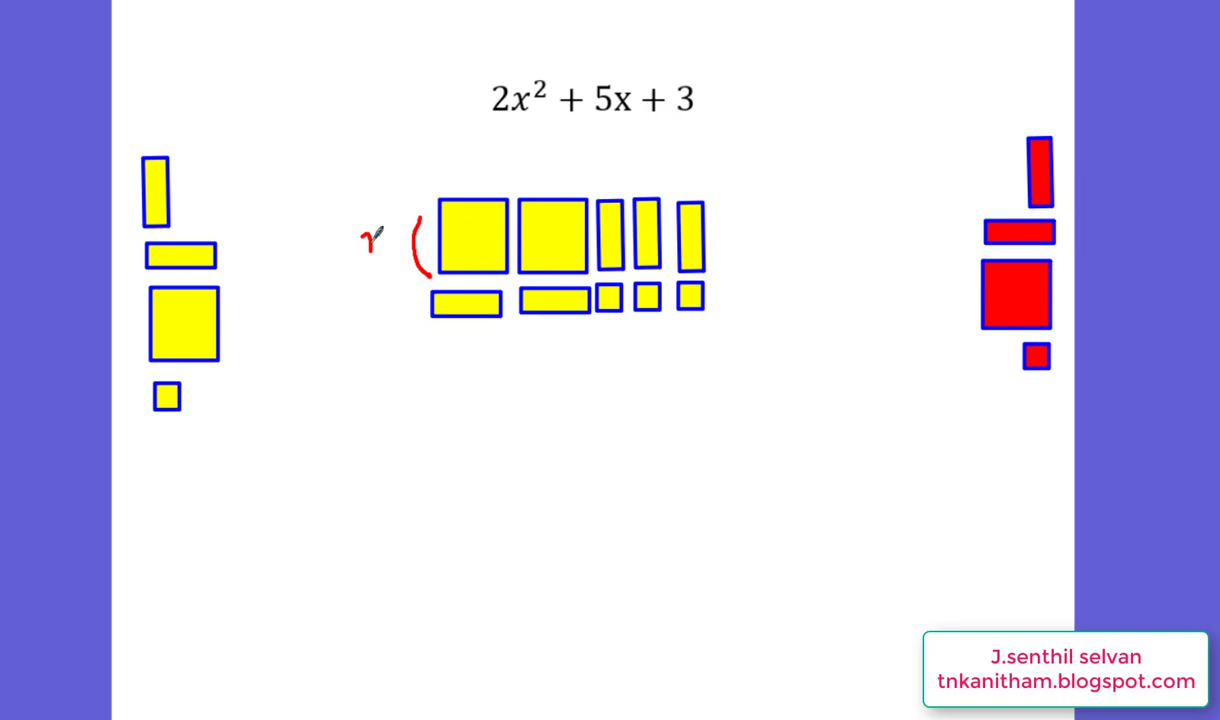 2x² + 5x + 3
J.senthil selvan
tnkanitham.blogspot.com